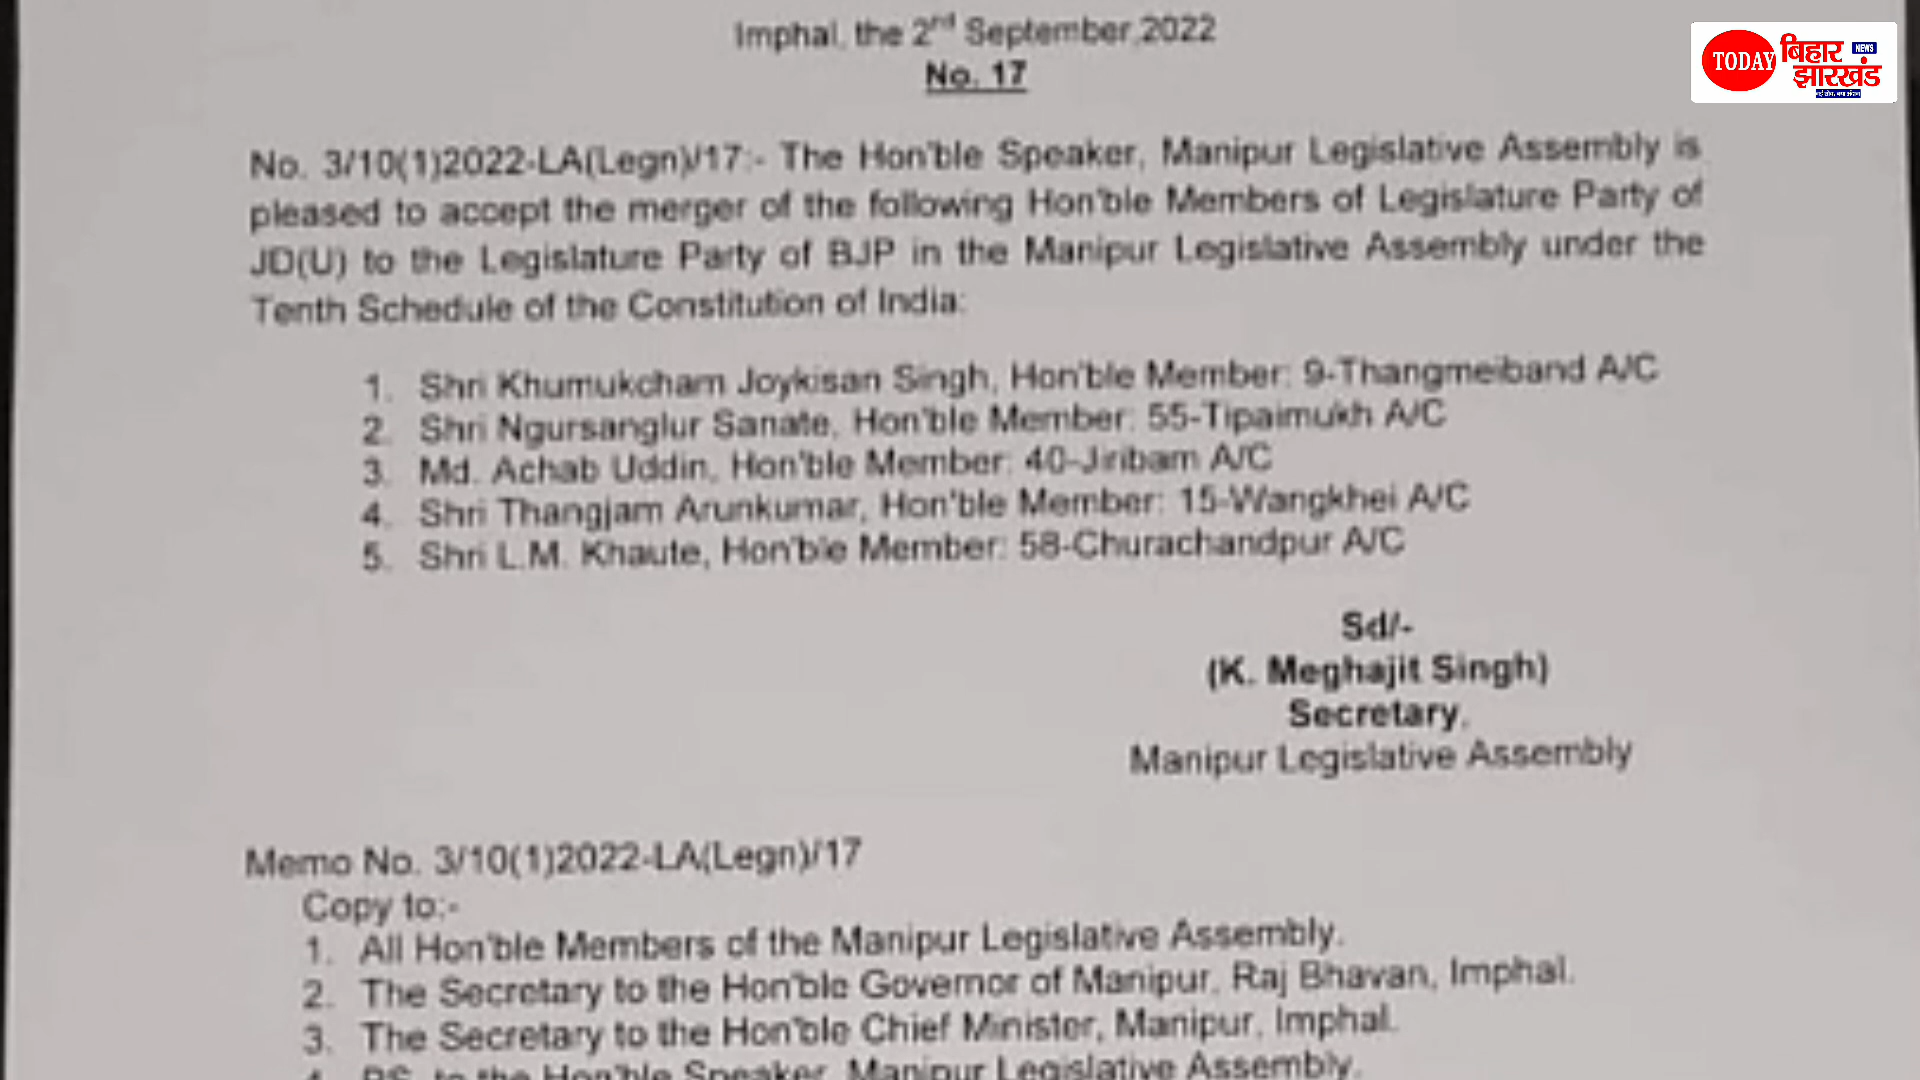 Imphal, the 2nd September,2022
No. 17
TODAY बिहार NEWS
झारखंड
No. 3/10(1)2022-LA(Legn)/17:- The Hon'ble Speaker, Manipur Legislative Assembly is
pleased to accept the merger of the following Hon'ble Members of Legislature Party of
JD(U) to the Legislature Party of BJP in the Manipur Legislative Assembly under the
Tenth Schedule of the Constitution of India:
1. Shri Khumukcham Joykisan Singh, Hon'ble Member: 9-Thangmeiband A/C
2. Shri Ngursanglur Sanate, Hon'ble Member: 55-Tipaimukh A/C
3. Md. Achab Uddin, Hon'ble Member: 40-Jiribam A/C
4. Shri Thangjam Arunkumar, Hon'ble Member: 15-Wangkhei A/C
5. Shri L.M. Khaute, Hon'ble Member: 58-Churachandpur A/C
Sd/-
(K. Meghajit Singh)
Secretary,
Manipur Legislative Assembly
Memo No. 3/10(1)2022-LA(Legn)/17
Copy to:-
1. All Hon'ble Members of the Manipur Legislative Assembly.
2. The Secretary to the Hon'ble Governor of Manipur, Raj Bhavan, Imphal.
3. The Secretary to the Hon'ble Chief Minister, Manipur, Imphal.
4. PS. to the Hon'ble Speaker, Manipur Legislative Assembly.